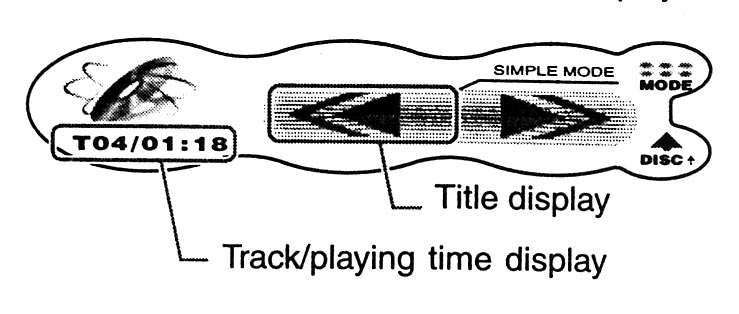 SIMPLE MODE
MODE
T04/01:18
DISC↑
Title display
Track/playing time display